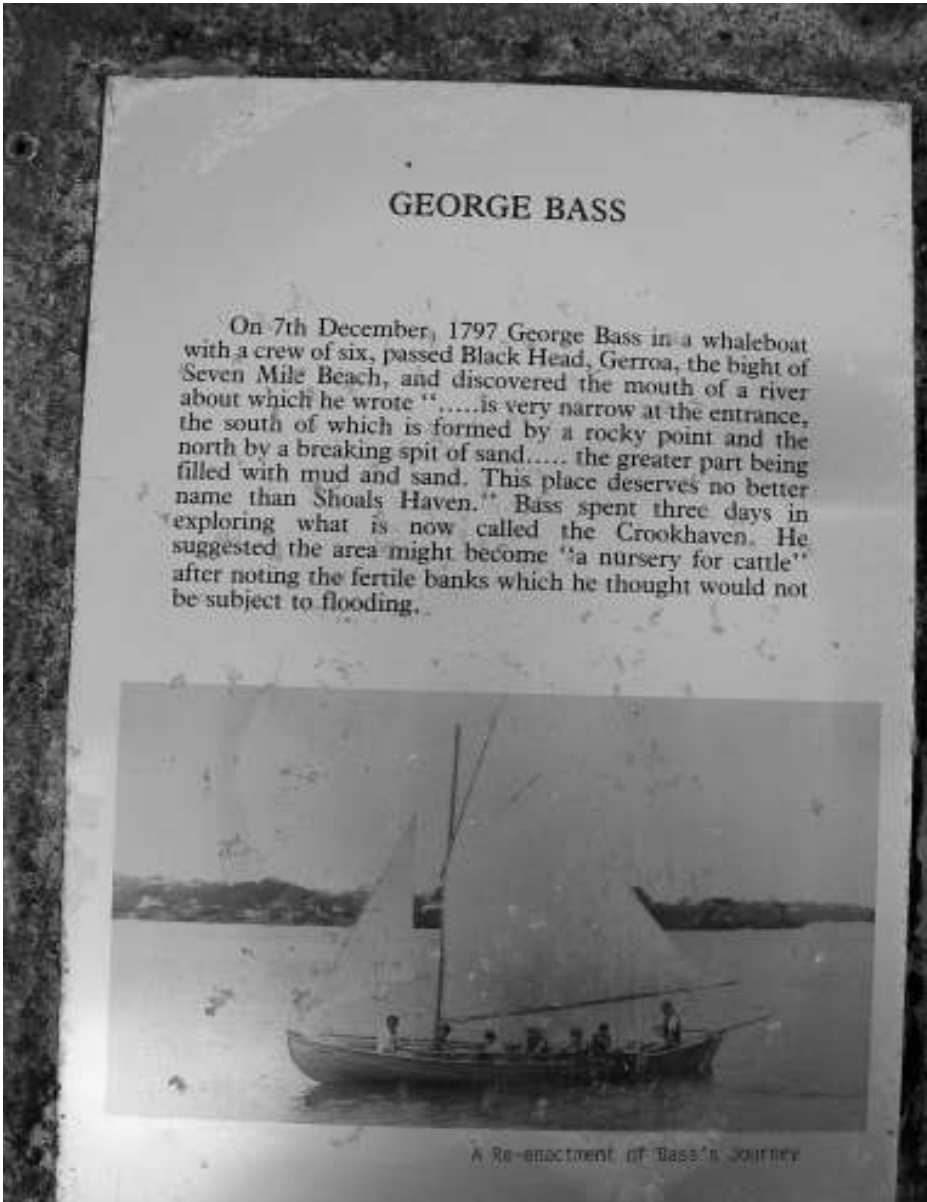 GEORGE BASS
On 7th December, 1797 George Bass in a whaleboat
with a crew of six, passed Black Head, Gerroa, the bight of
Seven Mile Beach, and discovered the mouth of a river
about which he wrote “.....is very narrow at the entrance,
the south of which is formed by a rocky point and the
north by a breaking spit of sand..... the greater part being
filled with mud and sand. This place deserves no better
name than Shoals Haven.” Bass spent three days in
exploring what is now called the Crookhaven. He
suggested the area might become “a nursery for cattle”
after noting the fertile banks which he thought would not
be subject to flooding.
A Re-enactment of Bass's Journey